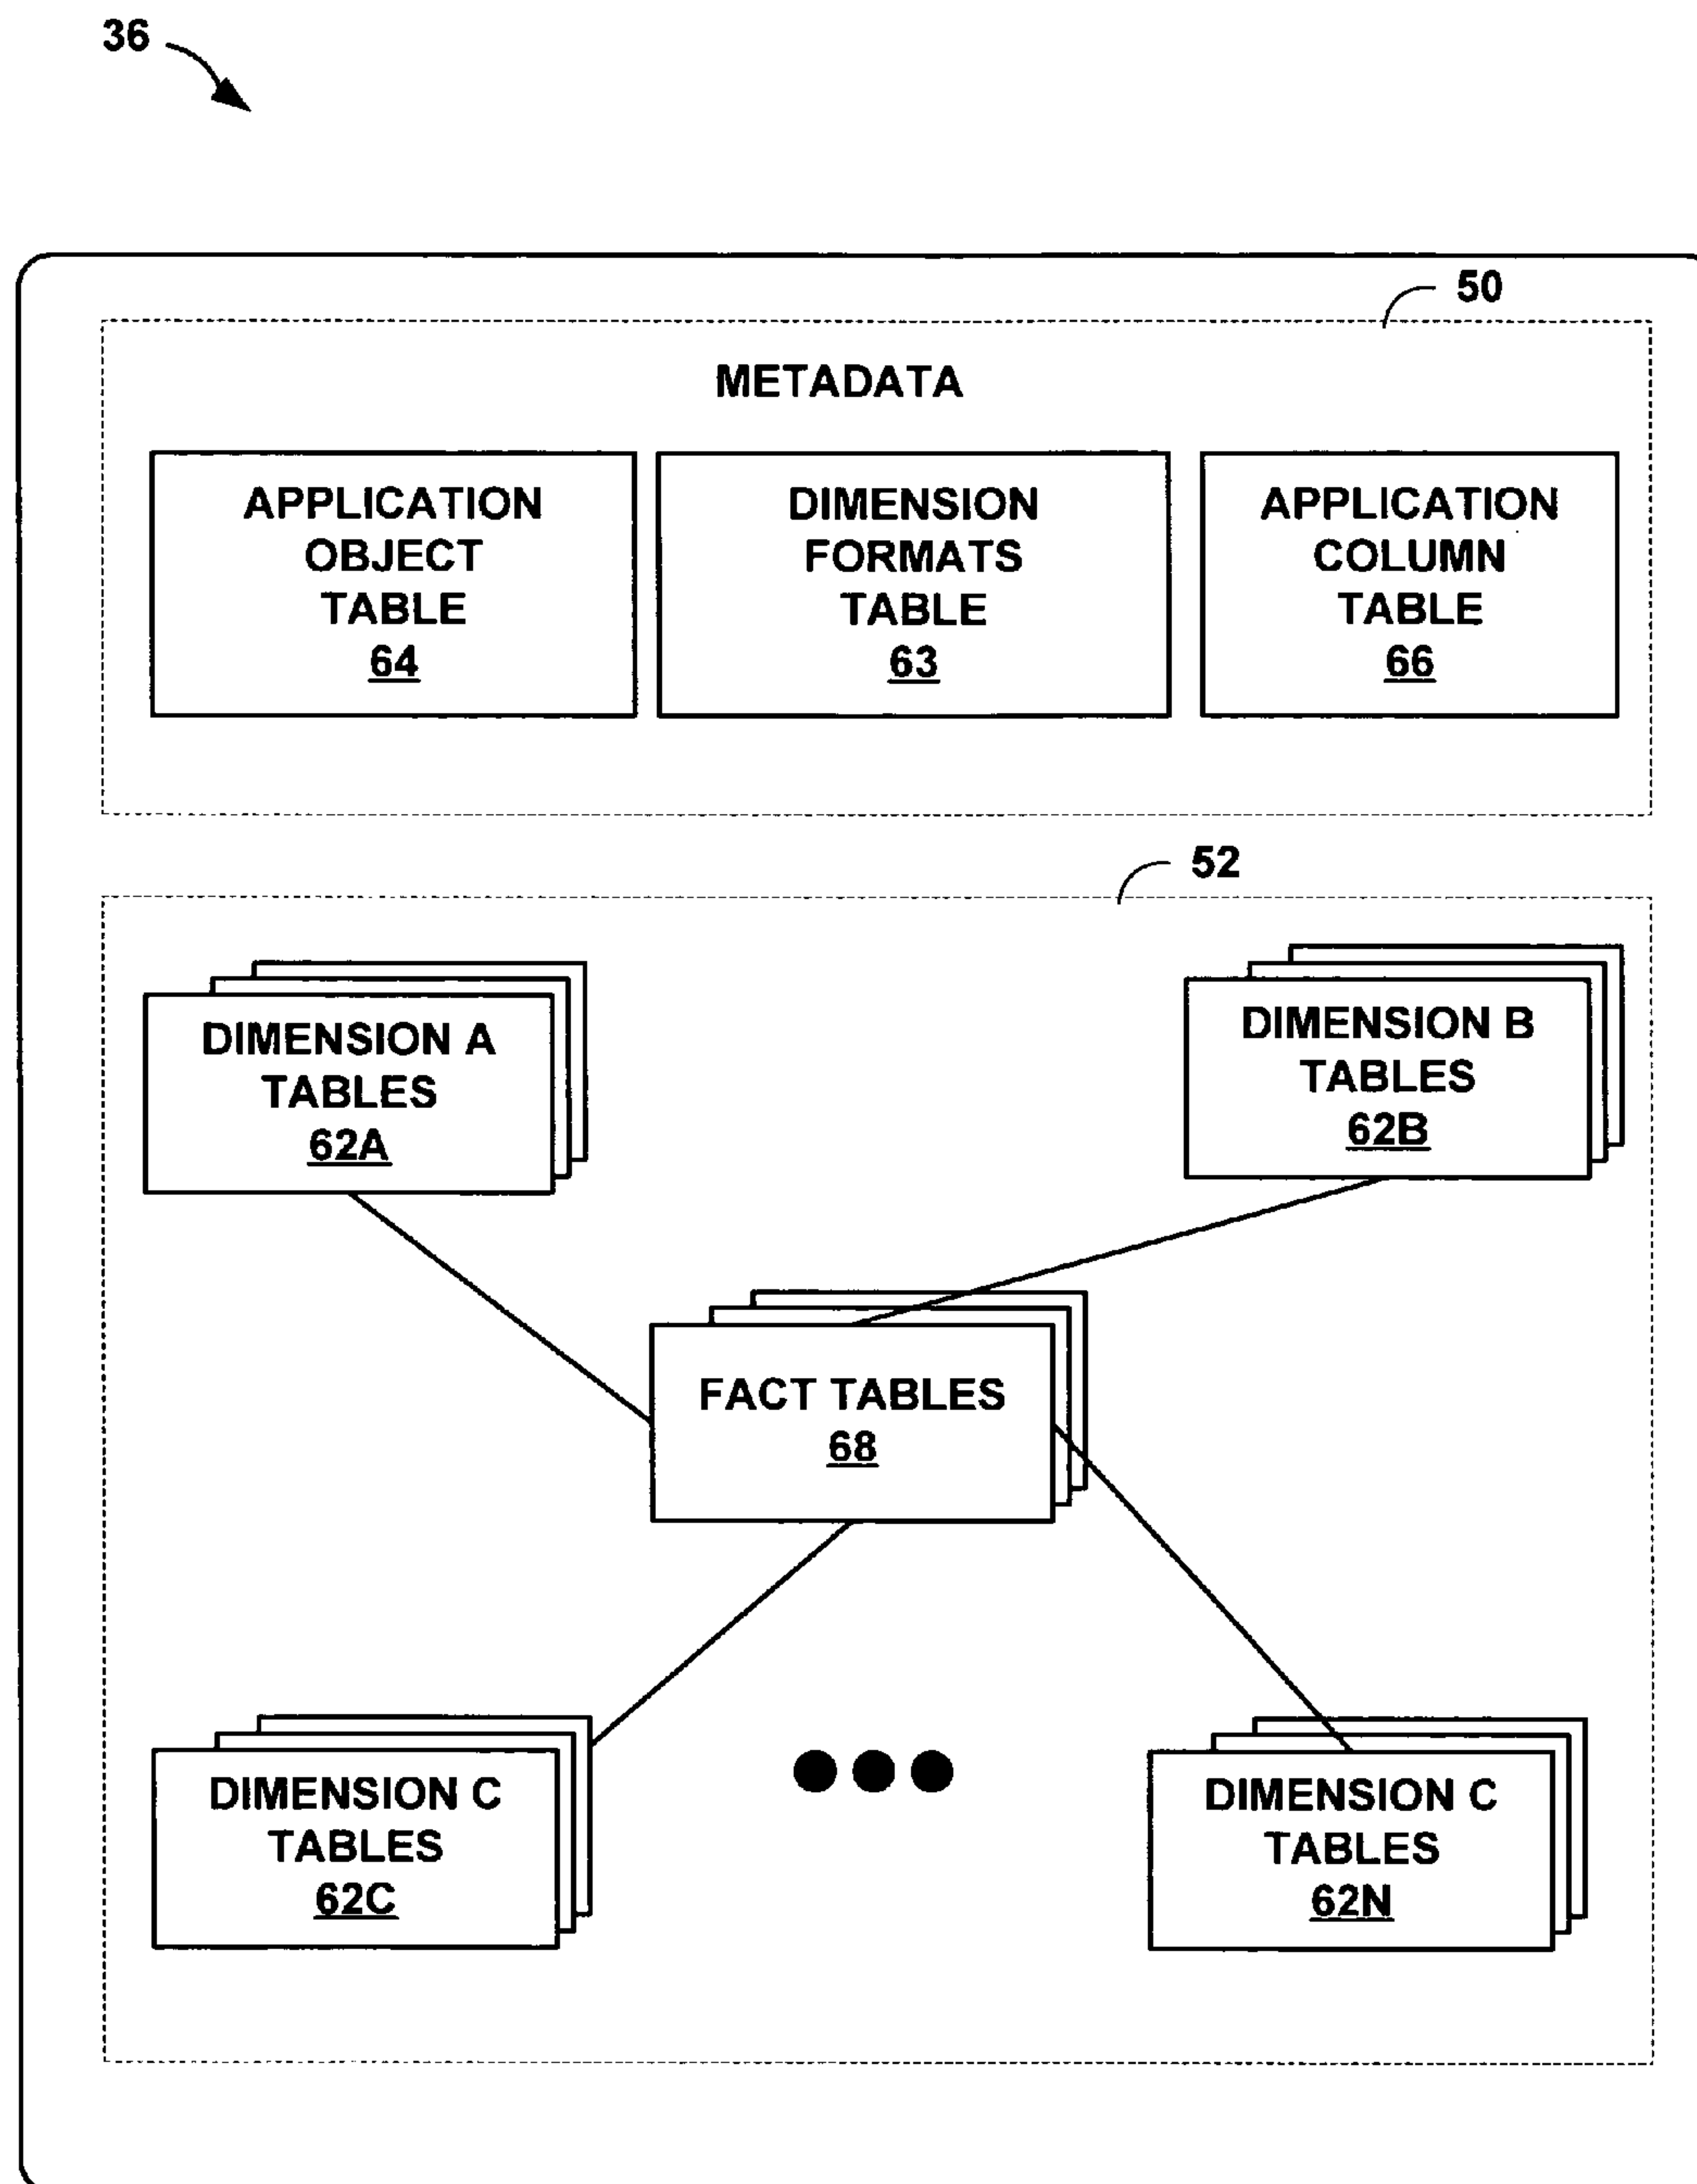 36
50
METADATA
APPLICATION
OBJECT
TABLE
64
DIMENSION
FORMATS
TABLE
63
APPLICATION
COLUMN
TABLE
66
52
DIMENSION A
TABLES
62A
DIMENSION B
TABLES
62B
FACT TABLES
68
DIMENSION C
TABLES
62C
DIMENSION C
TABLES
62N